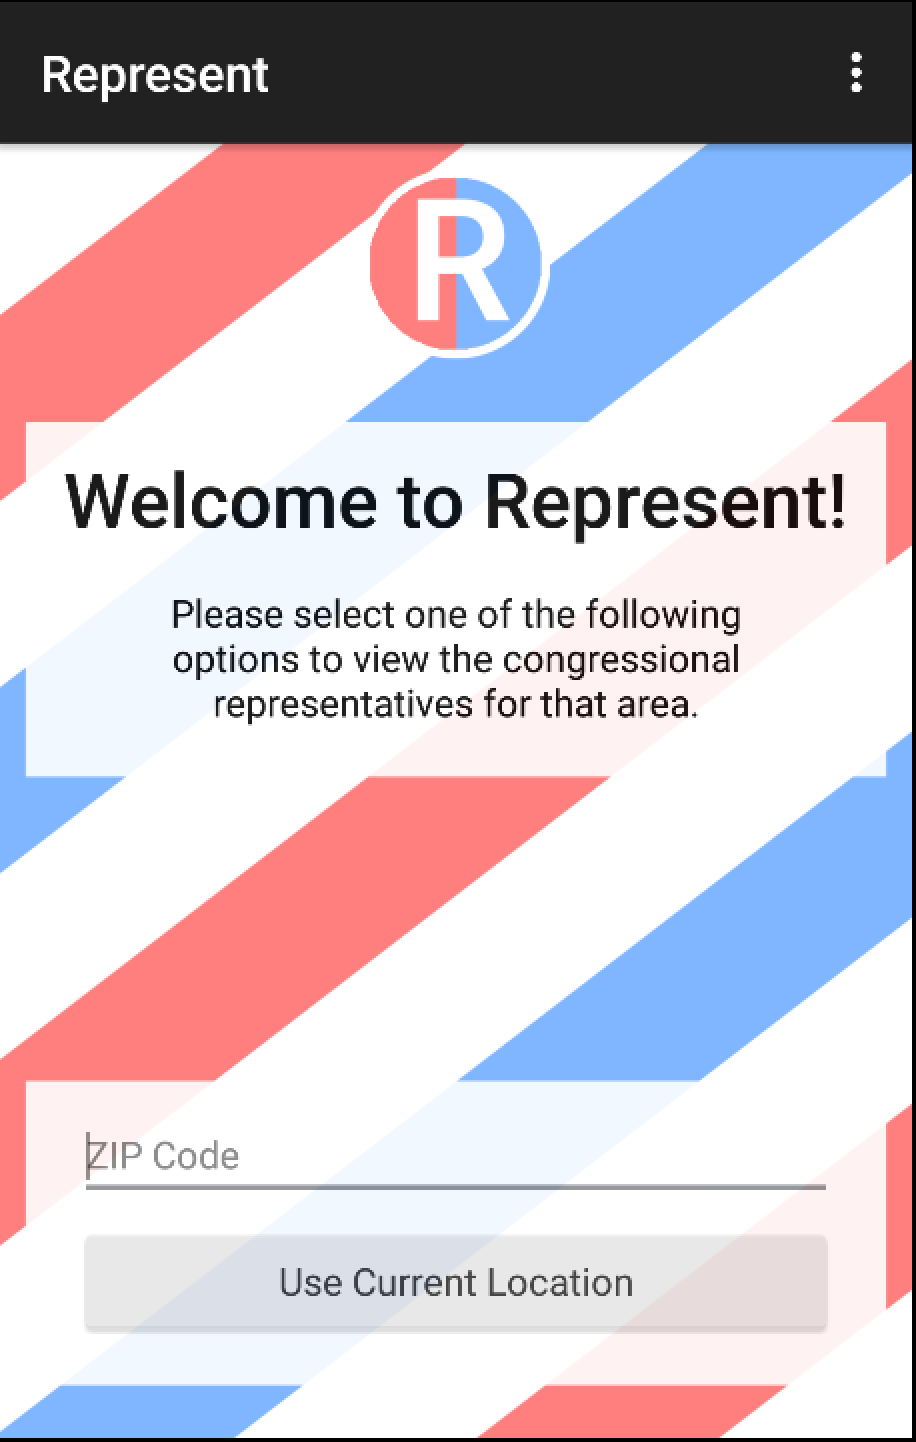 Represent
R
Welcome to Represent!
Please select one of the following
options to view the congressional
representatives for that area.
ZIP Code
Use Current Location